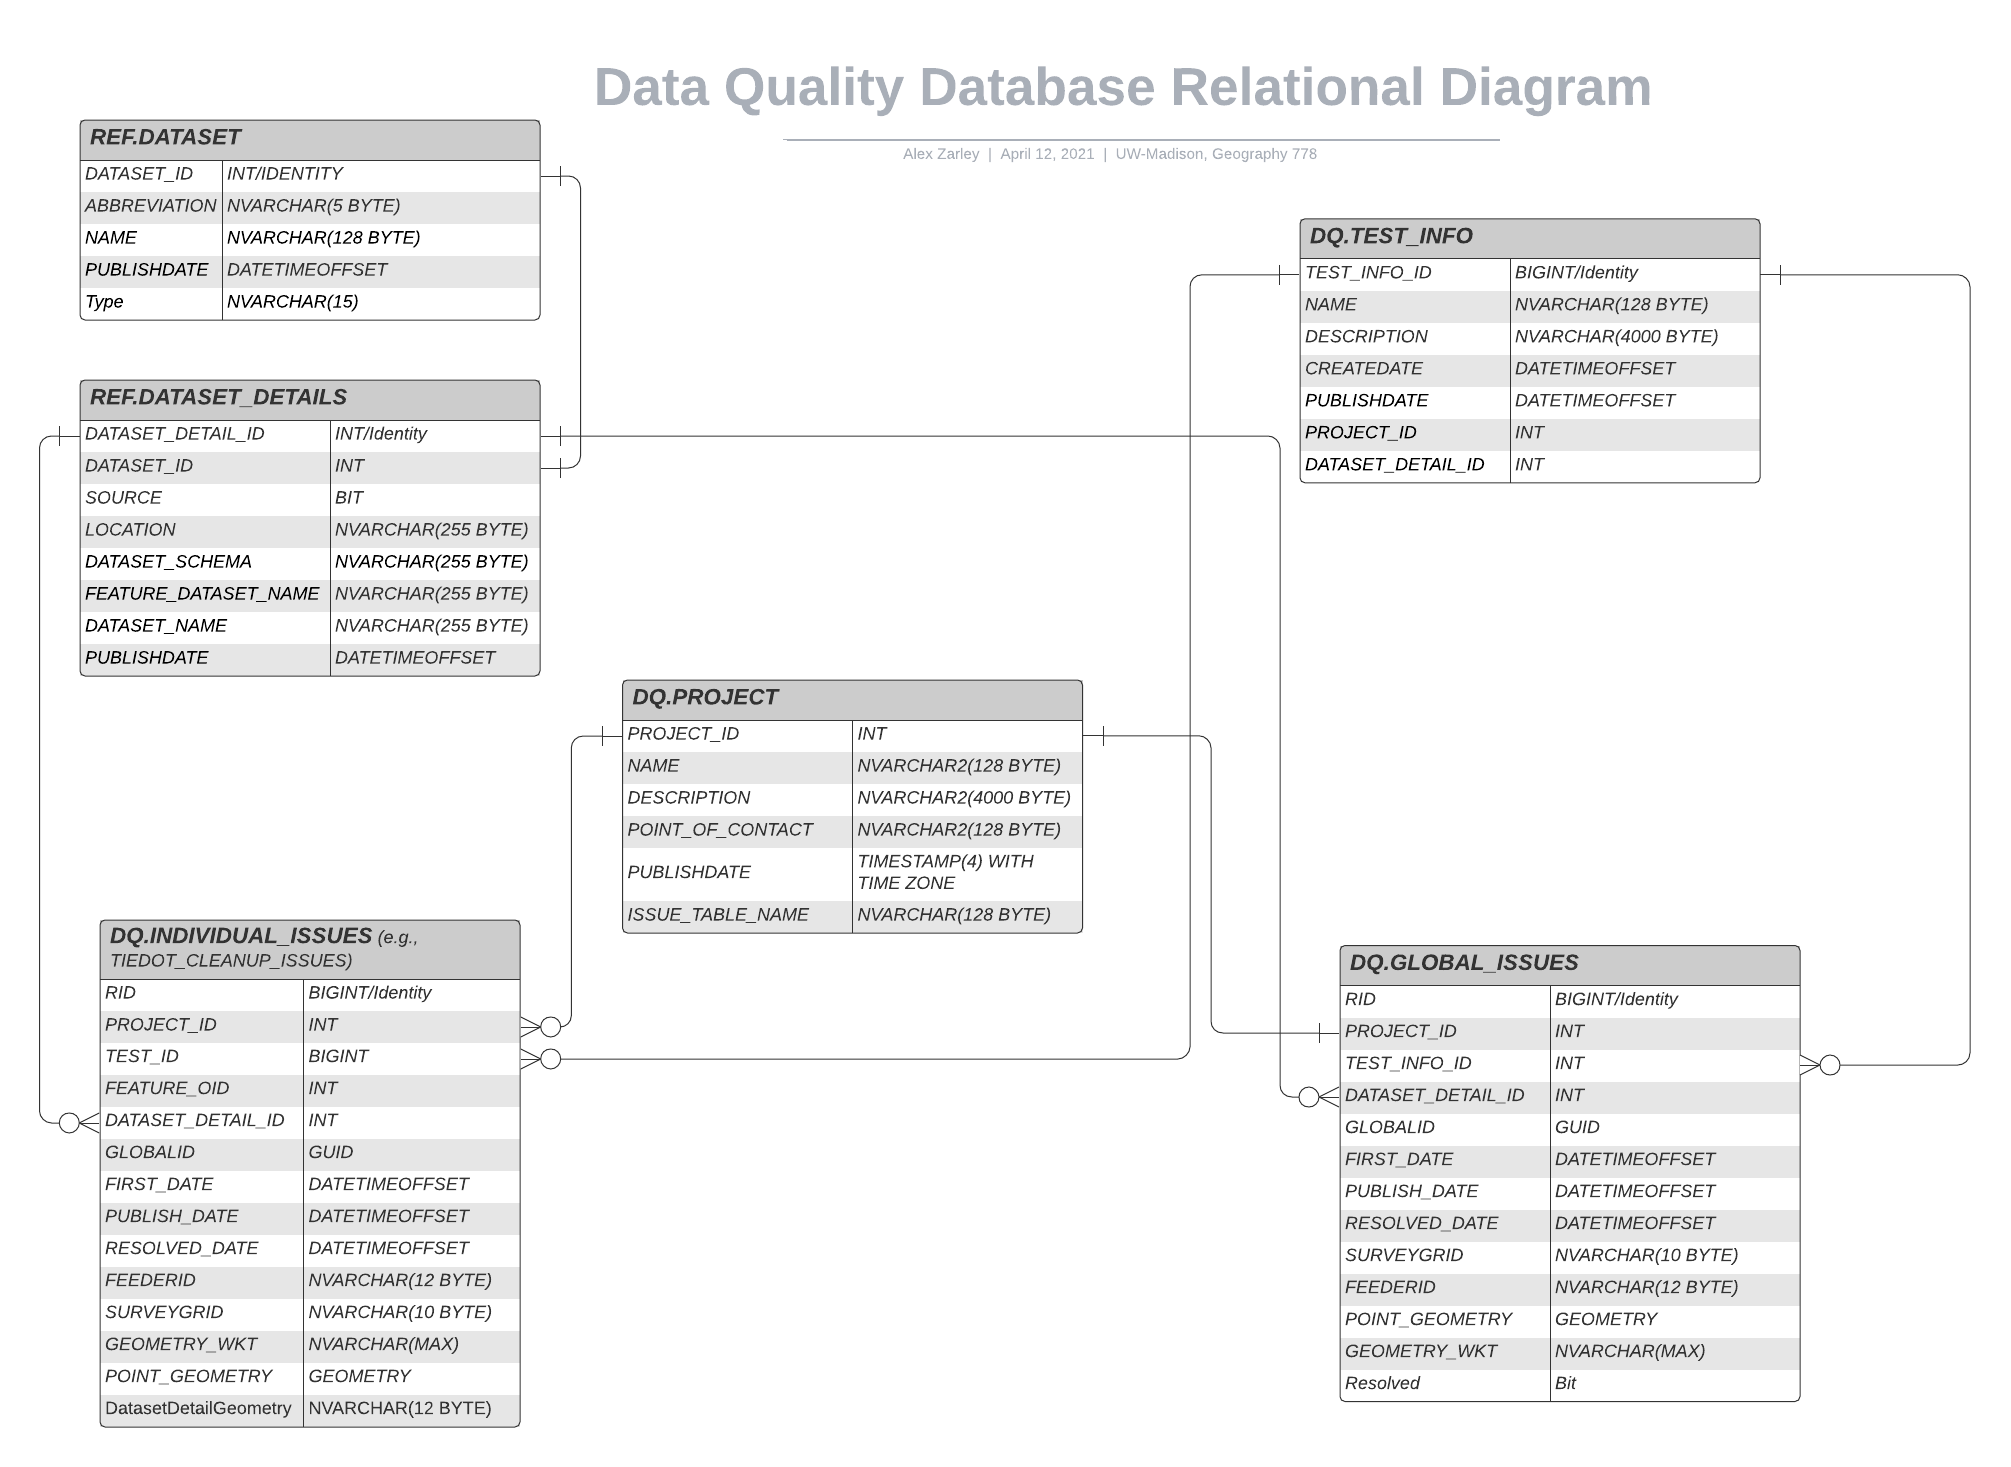 Data Quality Database Relational Diagram
Alex Zarley | April 12, 2021 | UW-Madison, Geography 778
REF.DATASET
DATASET_ID INT/IDENTITY
ABBREVIATION NVARCHAR(5 BYTE)
NAME NVARCHAR(128 BYTE)
PUBLISHDATE DATETIMEOFFSET
Type NVARCHAR(15)
DQ.TEST_INFO
TEST_INFO_ID BIGINT/Identity
NAME NVARCHAR(128 BYTE)
DESCRIPTION NVARCHAR(4000 BYTE)
CREATEDATE DATETIMEOFFSET
PUBLISHDATE DATETIMEOFFSET
PROJECT_ID INT
DATASET_DETAIL_ID INT
REF.DATASET_DETAILS
DATASET_DETAIL_ID INT/Identity
DATASET_ID INT
SOURCE BIT
LOCATION NVARCHAR(255 BYTE)
DATASET_SCHEMA NVARCHAR(255 BYTE)
FEATURE_DATASET_NAME NVARCHAR(255 BYTE)
DATASET_NAME NVARCHAR(255 BYTE)
PUBLISHDATE DATETIMEOFFSET
DQ.PROJECT
PROJECT_ID INT
NAME NVARCHAR2(128 BYTE)
DESCRIPTION NVARCHAR2(4000 BYTE)
POINT_OF_CONTACT NVARCHAR2(128 BYTE)
PUBLISHDATE TIMESTAMP(4) WITH
TIME ZONE
ISSUE_TABLE_NAME NVARCHAR(128 BYTE)
DQ.INDIVIDUAL_ISSUES (e.g.,
TIEDOT_CLEANUP_ISSUES)
RID BIGINT/Identity
PROJECT_ID INT
TEST_ID BIGINT
FEATURE_OID INT
DATASET_DETAIL_ID INT
GLOBALID GUID
FIRST_DATE DATETIMEOFFSET
PUBLISH_DATE DATETIMEOFFSET
RESOLVED_DATE DATETIMEOFFSET
FEEDERID NVARCHAR(12 BYTE)
SURVEYGRID NVARCHAR(10 BYTE)
GEOMETRY_WKT NVARCHAR(MAX)
POINT_GEOMETRY GEOMETRY
DatasetDetailGeometry NVARCHAR(12 BYTE)
DQ.GLOBAL_ISSUES
RID BIGINT/Identity
PROJECT_ID INT
TEST_INFO_ID INT
DATASET_DETAIL_ID INT
GLOBALID GUID
FIRST_DATE DATETIMEOFFSET
PUBLISH_DATE DATETIMEOFFSET
RESOLVED_DATE DATETIMEOFFSET
SURVEYGRID NVARCHAR(10 BYTE)
FEEDERID NVARCHAR(12 BYTE)
POINT_GEOMETRY GEOMETRY
GEOMETRY_WKT NVARCHAR(MAX)
Resolved Bit